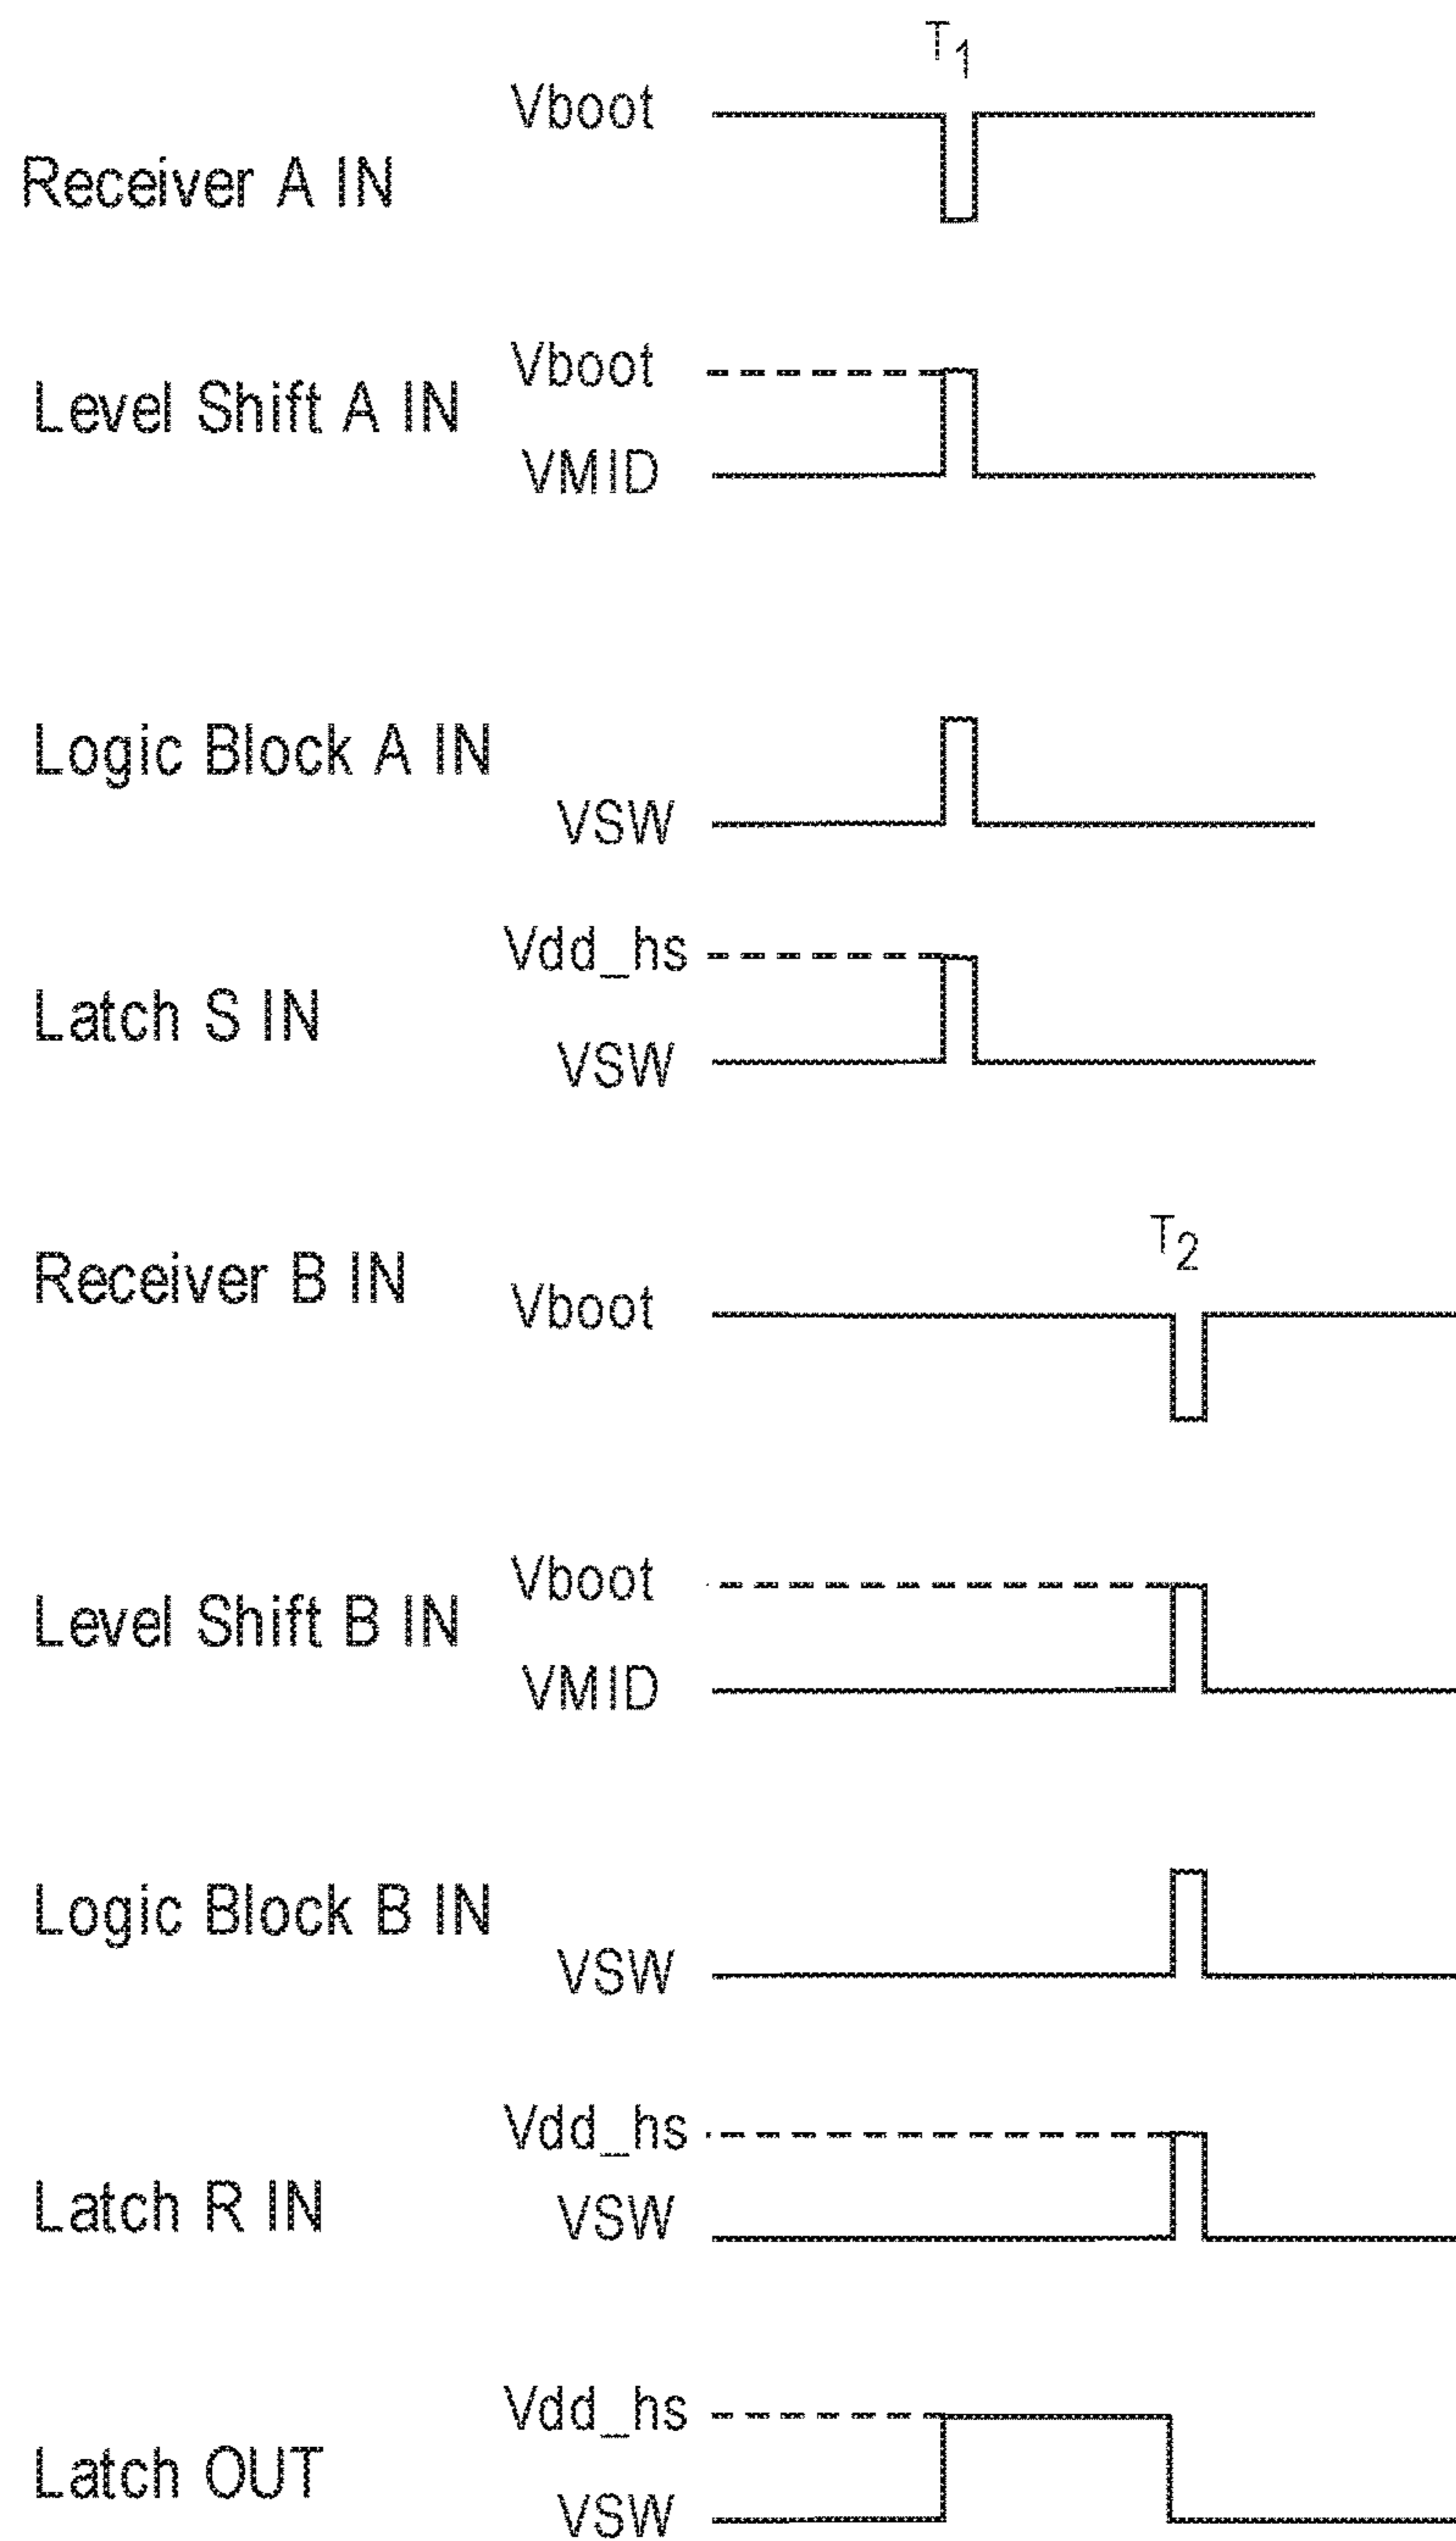 T1
Vboot
Receiver A IN
Vboot
Level Shift A IN
VMID
Logic Block A IN
VSW
Vdd_hs
Latch S IN
VSW
T2
Receiver B IN
Vboot
Vboot
Level Shift B IN
VMID
Logic Block B IN
VSW
Vdd_hs
Latch R IN
VSW
Vdd_hs
Latch OUT
VSW